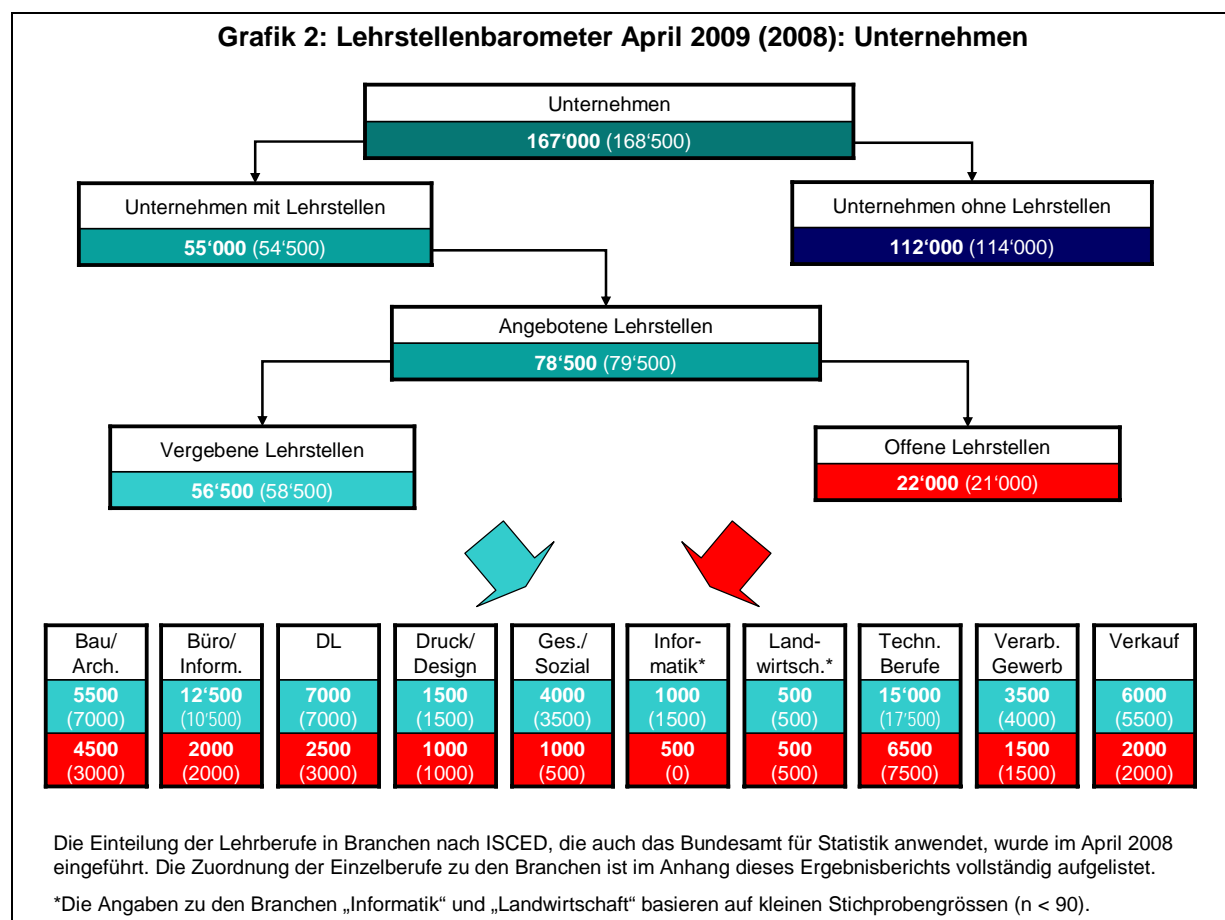 Grafik 2: Lehrstellenbarometer April 2009 (2008): Unternehmen
Unternehmen
167‘000 (168‘500)
Unternehmen mit Lehrstellen
55‘000 (54‘500)
Unternehmen ohne Lehrstellen
112‘000 (114‘000)
Angebotene Lehrstellen
78‘500 (79‘500)
Vergebene Lehrstellen
56‘500 (58‘500)
Offene Lehrstellen
22‘000 (21‘000)
Bau/
Arch.
5500
(7000)
4500
(3000)
Büro/
Inform.
12‘500
(10‘500)
2000
(2000)
DL
7000
(7000)
2500
(3000)
Druck/
Design
1500
(1500)
1000
(1000)
Ges./
Sozial
4000
(3500)
1000
(500)
Infor-
matik*
1000
(1500)
500
(0)
Land-
wirtsch.*
500
(500)
500
(500)
Techn.
Berufe
15‘000
(17‘500)
6500
(7500)
Verarb.
Gewerb
3500
(4000)
1500
(1500)
Verkauf
6000
(5500)
2000
(2000)
Die Einteilung der Lehrberufe in Branchen nach ISCED, die auch das Bundesamt für Statistik anwendet, wurde im April 2008
eingeführt. Die Zuordnung der Einzelberufe zu den Branchen ist im Anhang dieses Ergebnisberichts vollständig aufgelistet.
*Die Angaben zu den Branchen „Informatik“ und „Landwirtschaft“ basieren auf kleinen Stichprobengrössen (n < 90).